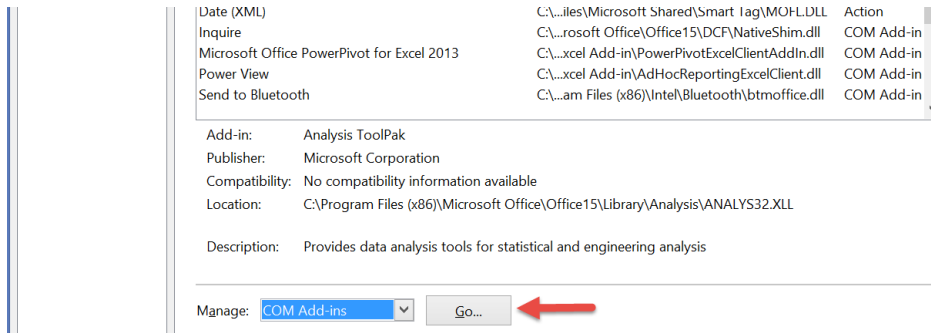 Date (XML) C:\...iles\Microsoft Shared\Smart Tag\MOFL.DLL Action
Inquire C:\...rosoft Office\Office15\DCF\NativeShim.dll COM Add-in
Microsoft Office PowerPivot for Excel 2013 C:\...xcel Add-in\PowerPivotExcelClientAddIn.dll COM Add-in
Power View C:\...xcel Add-in\AdHocReportingExcelClient.dll COM Add-in
Send to Bluetooth C:\...am Files (x86)\Intel\Bluetooth\btmoffice.dll COM Add-in
Add-in: Analysis ToolPak
Publisher: Microsoft Corporation
Compatibility: No compatibility information available
Location: C:\Program Files (x86)\Microsoft Office\Office15\Library\Analysis\ANALYS32.XLL
Description: Provides data analysis tools for statistical and engineering analysis
Manage: COM Add-ins Go...